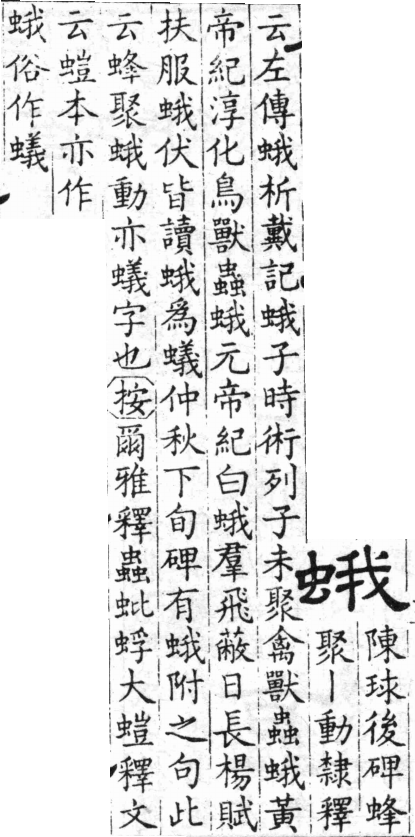 蛾
陳球後碑蜂
聚丨動隸釋
云左傳蛾析戴記蛾子時術列子未聚禽獸蟲蛾黃
帝紀淳化鳥獸蟲蛾元帝紀白蛾羣飛蔽日長楊賦
扶服蛾伏皆讀蛾爲蟻仲秋下旬碑有蛾附之句此
云蜂聚蛾動亦蟻字也按爾雅釋蟲蚍蜉大螘釋文
云螘本亦作
蛾俗作蟻